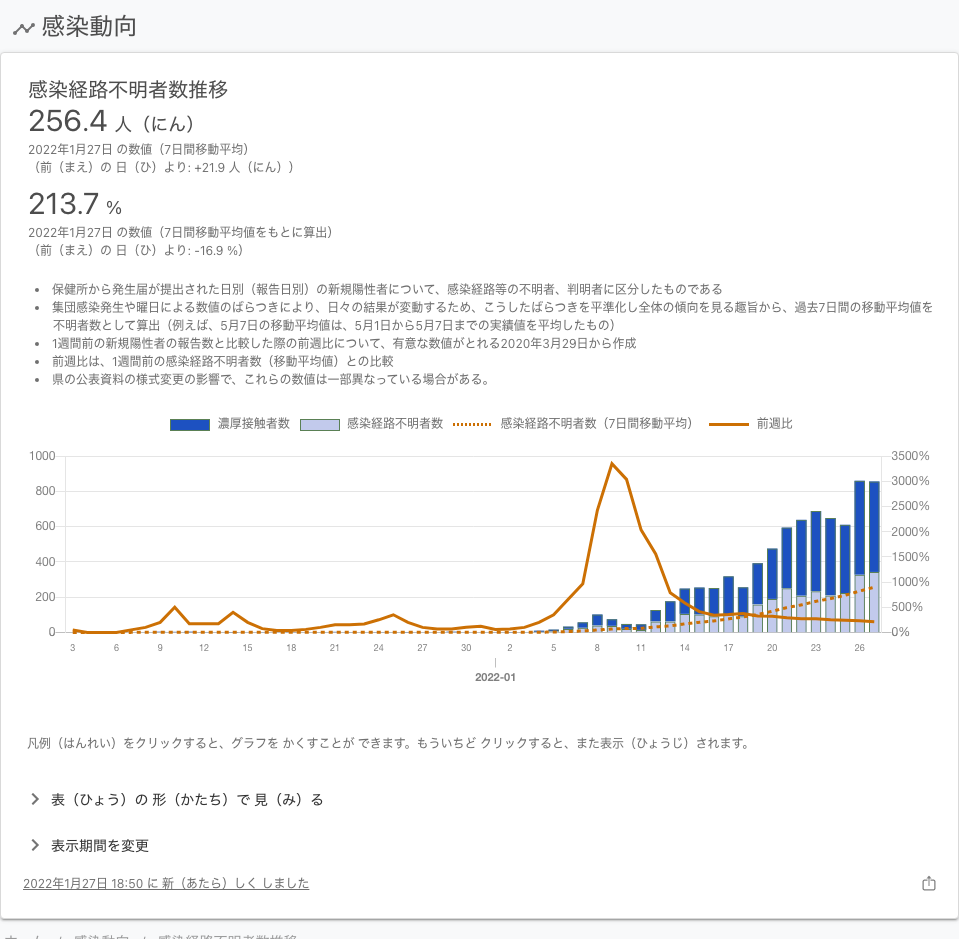 感染動向
感染経路不明者数推移
256.4 人（にん）
2022年1月27日 の数値（7日間移動平均）
（前（まえ）の 日（ひ）より: +21.9 人（にん））
213.7 %
2022年1月27日 の数値（7日間移動平均値をもとに算出）
（前（まえ）の 日（ひ）より: -16.9 %）
• 保健所から発生届が提出された日別（報告日別）の新規陽性者について、感染経路等の不明者、判明者に区分したものである
• 集団感染発生や曜日による数値のばらつきにより、日々の結果が変動するため、こうしたばらつきを平準化し全体の傾向を見る趣旨から、過去7日間の移動平均値を
不明者数として算出（例えば、5月7日の移動平均値は、5月1日から5月7日までの実績値を平均したもの）
• 1週間前の新規陽性者の報告数と比較した際の前週比について、有意な数値がとれる2020年3月29日から作成
• 前週比は、1週間前の感染経路不明者数（移動平均値）との比較
• 県の公表資料の様式変更の影響で、これらの数値は一部異なっている場合がある。
濃厚接触者数 感染経路不明者数 感染経路不明者数（7日間移動平均） 前週比
1000 3500%
3000%
800
2500%
600 2000%
1500%
400
1000%
200
500%
0 0%
3 6 9 12 15 18 21 24 27 30 2 5 8 11 14 17 20 23 26
2022-01
凡例（はんれい）をクリックすると、グラフを かくすことが できます。もういちど クリックすると、また表示（ひょうじ）されます。
表（ひょう）の 形（かたち）で 見（み）る
表示期間を変更
2022年1月27日 18:50 に 新（あたら）しく しました